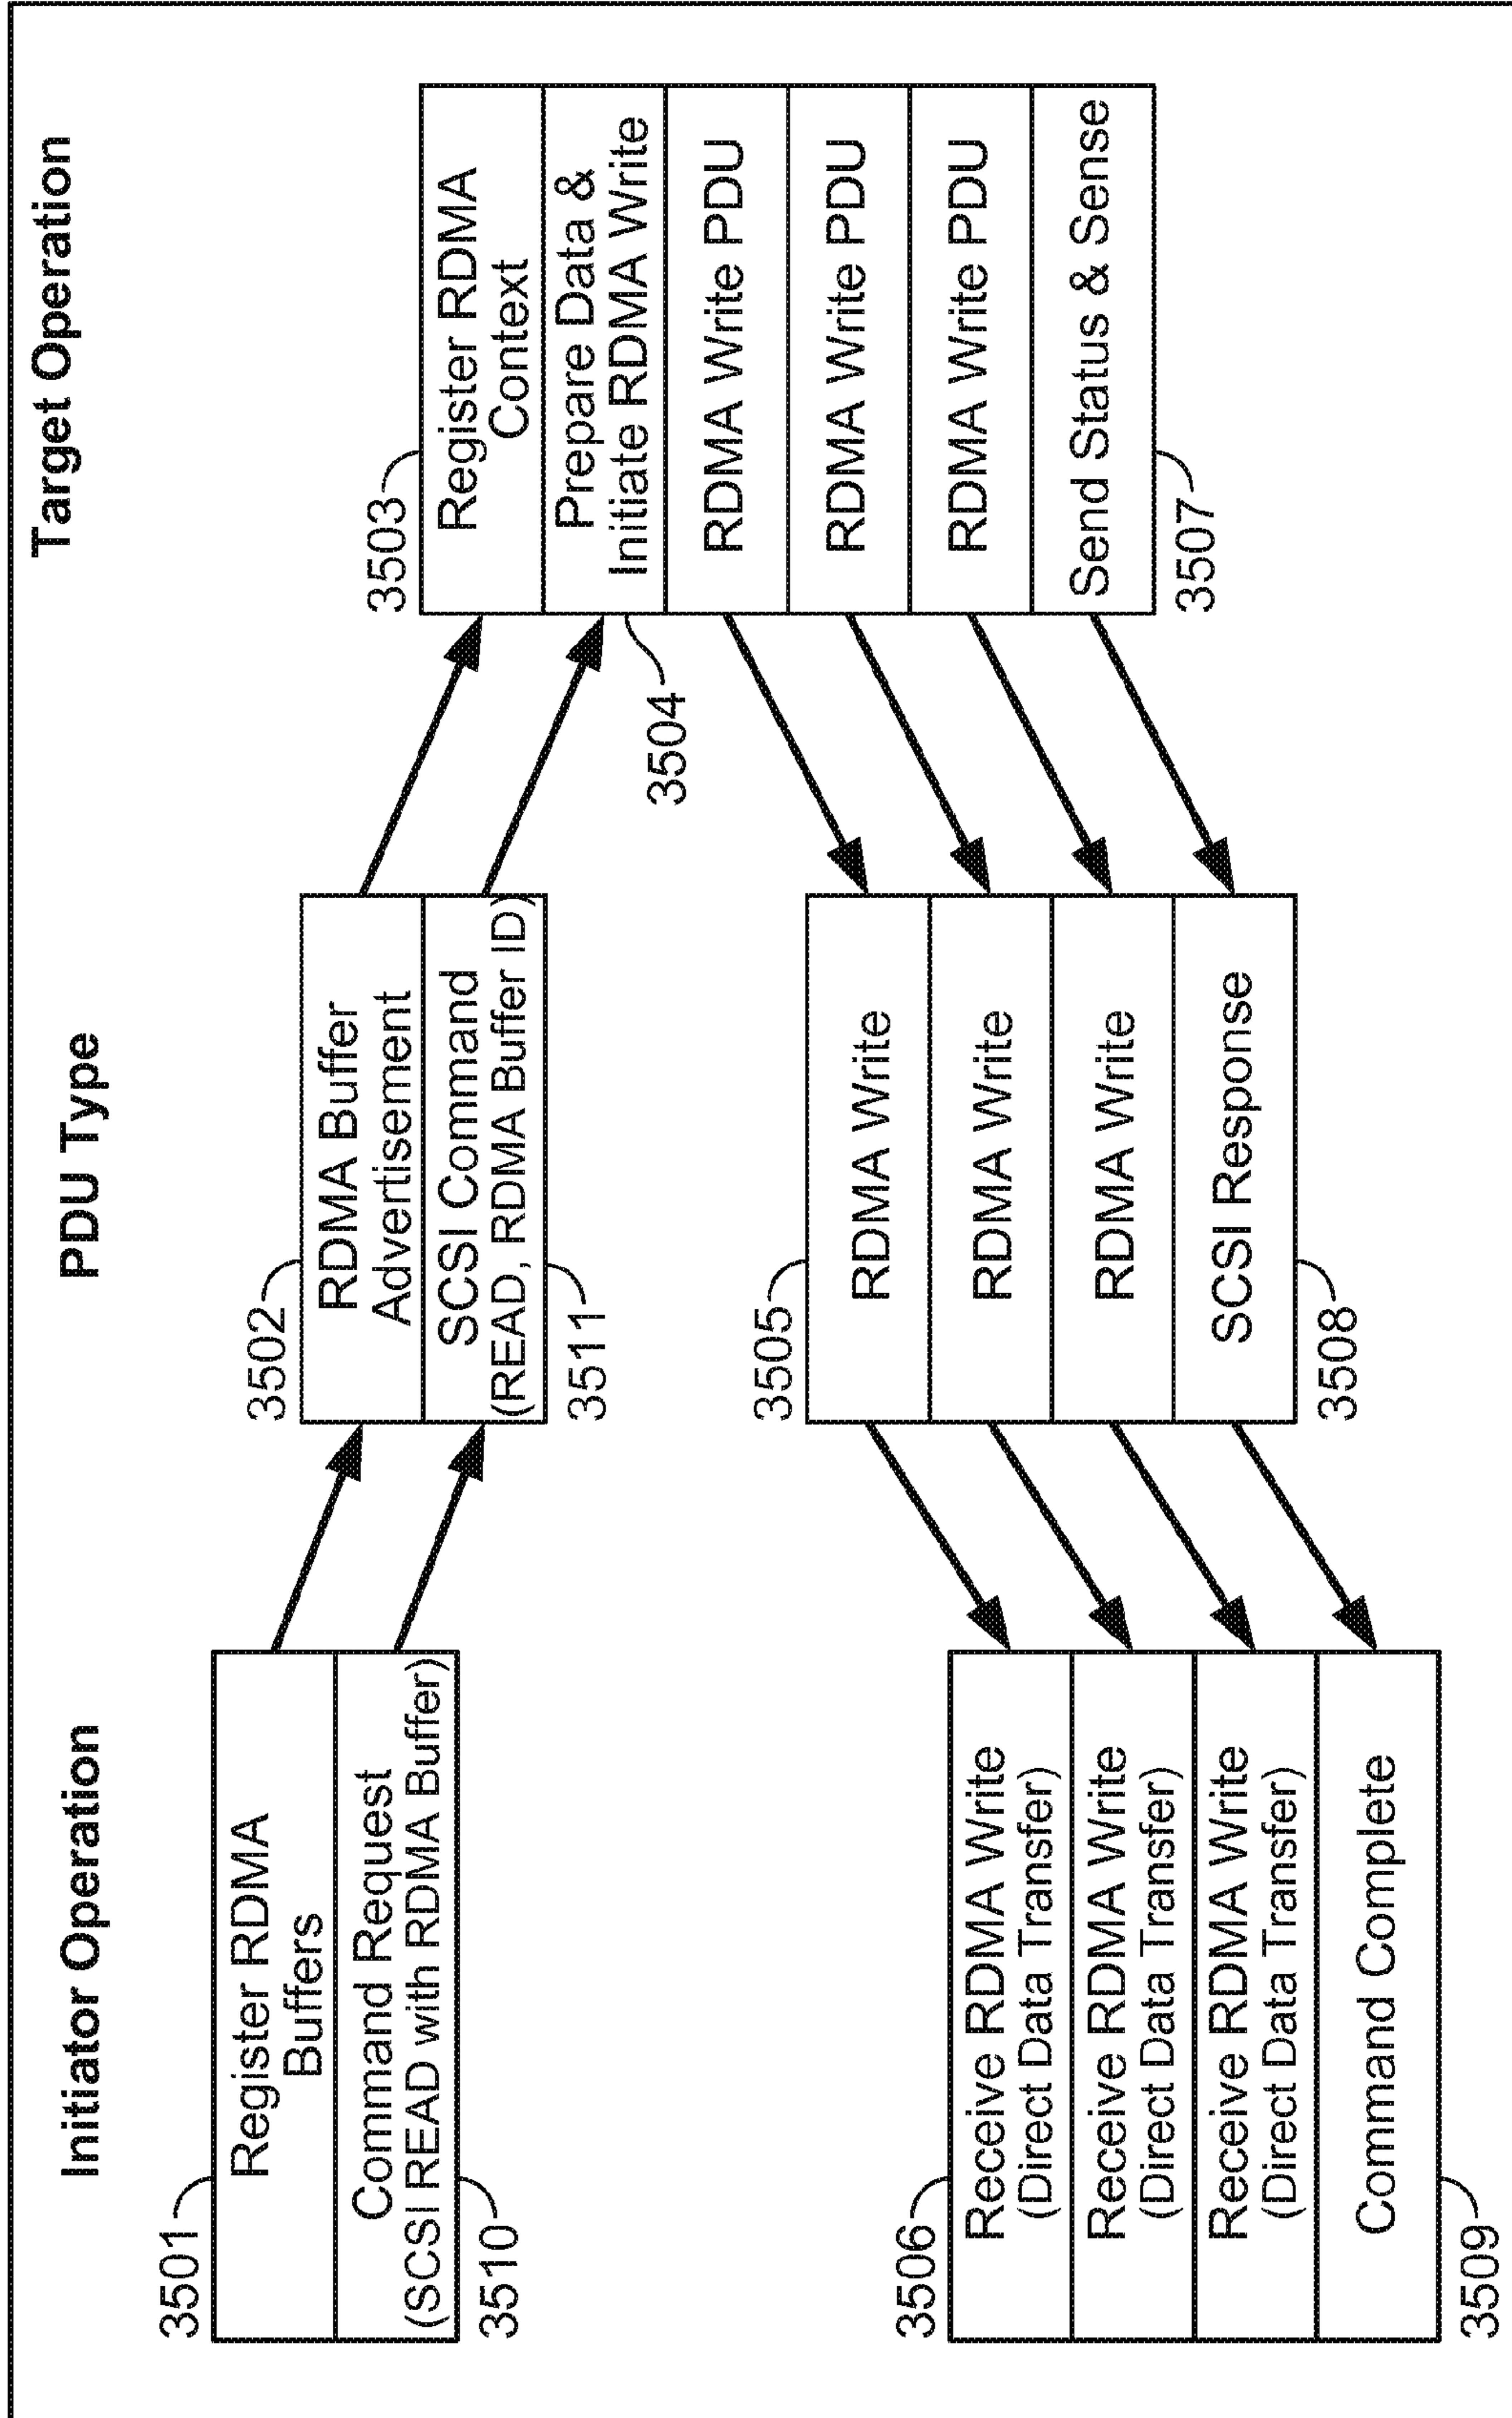 Initiator Operation
PDU Type
Target Operation
3501
Register RDMA
Buffers
Command Request
(SCSI READ with RDMA Buffer)
3510
3502
RDMA Buffer
Advertisement
SCSI Command
(READ, RDMA Buffer ID)
3511
3503
Register RDMA
Context
Prepare Data &
Initiate RDMA Write
3504
RDMA Write PDU
RDMA Write PDU
RDMA Write PDU
Send Status & Sense
3507
3505
RDMA Write
RDMA Write
RDMA Write
SCSI Response
3508
3506
Receive RDMA Write
(Direct Data Transfer)
Receive RDMA Write
(Direct Data Transfer)
Receive RDMA Write
(Direct Data Transfer)
Command Complete
3509